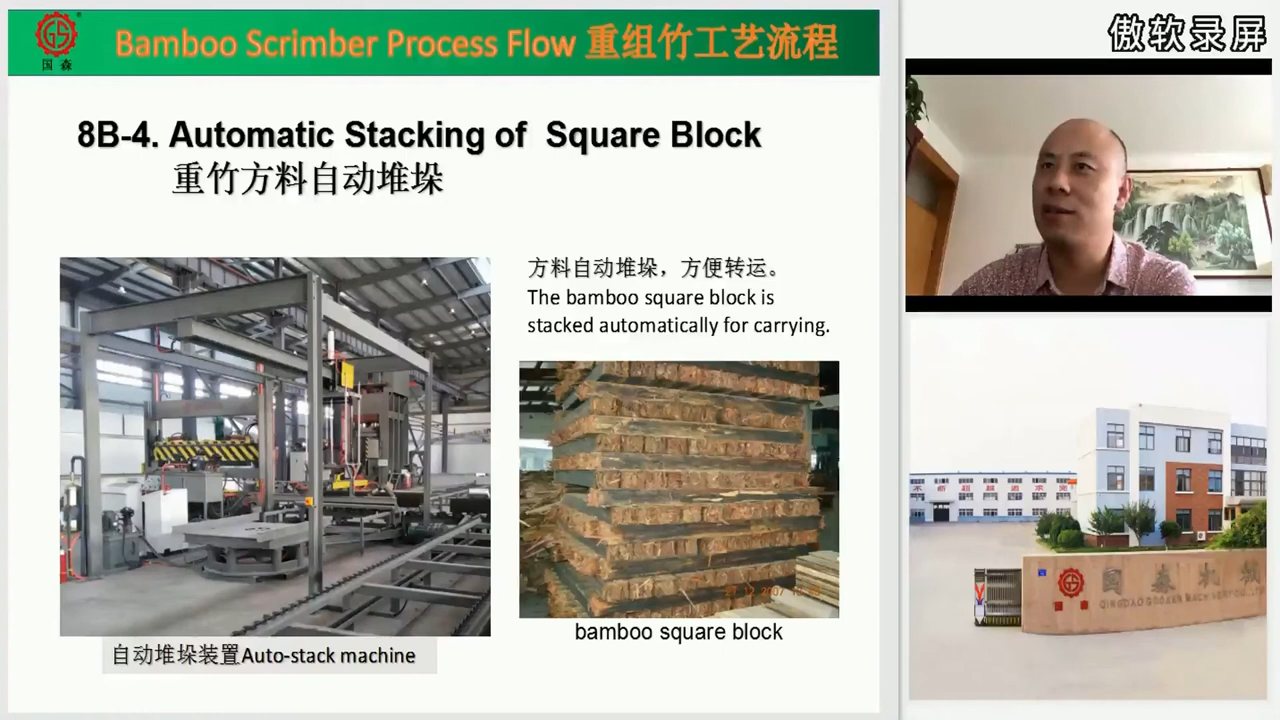 傲软录屏
GS
国森
Bamboo Scrimber Process Flow 重组竹工艺流程
8B-4. Automatic Stacking of Square Block
重竹方料自动堆垛
方料自动堆垛，方便转运。
The bamboo square block is
stacked automatically for carrying.
bamboo square block
自动堆垛装置Auto-stack machine
国森机械